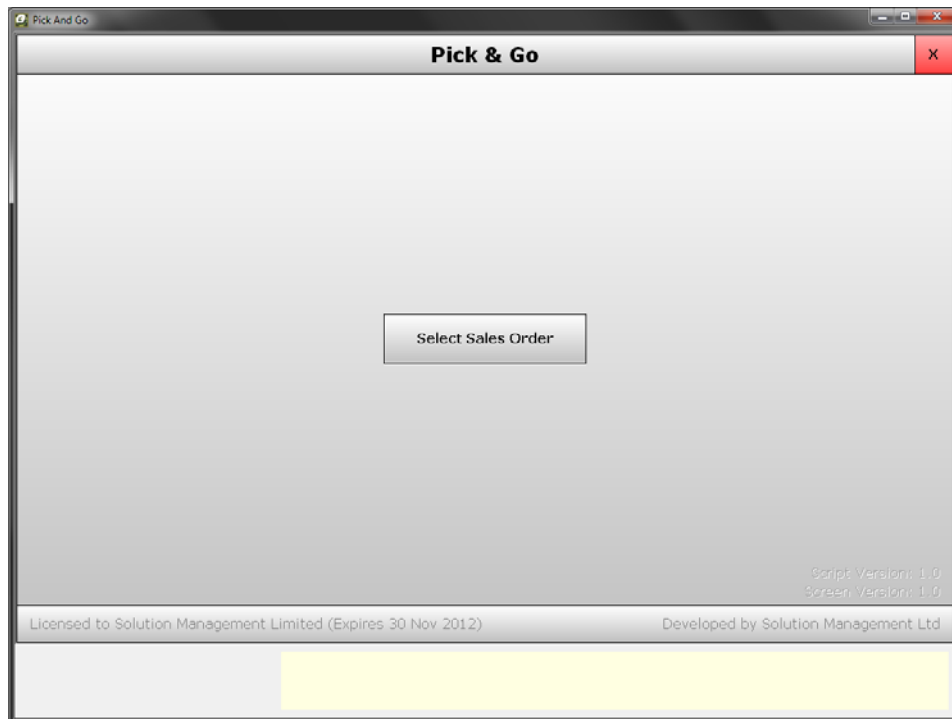 Pick And Go
Pick & Go
X
Select Sales Order
Script Version: 1.0
Screen Version: 1.0
Licensed to Solution Management Limited (Expires 30 Nov 2012)
Developed by Solution Management Ltd